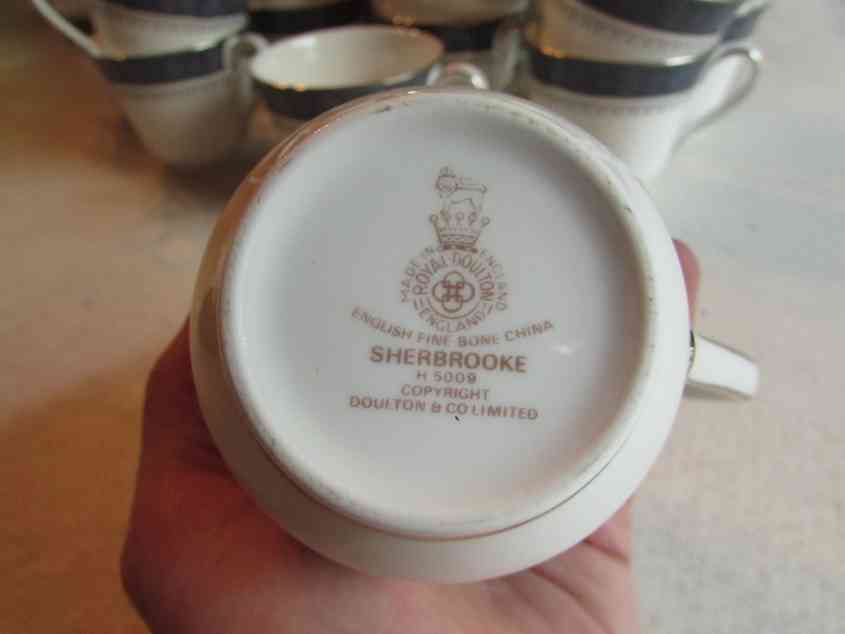 MADE IN ENGLAND
ROYAL DOULTON
ENGLAND
ENGLISH FINE BONE CHINA
SHERBROOKE
H 5009
COPYRIGHT
DOULTON & CO LIMITED